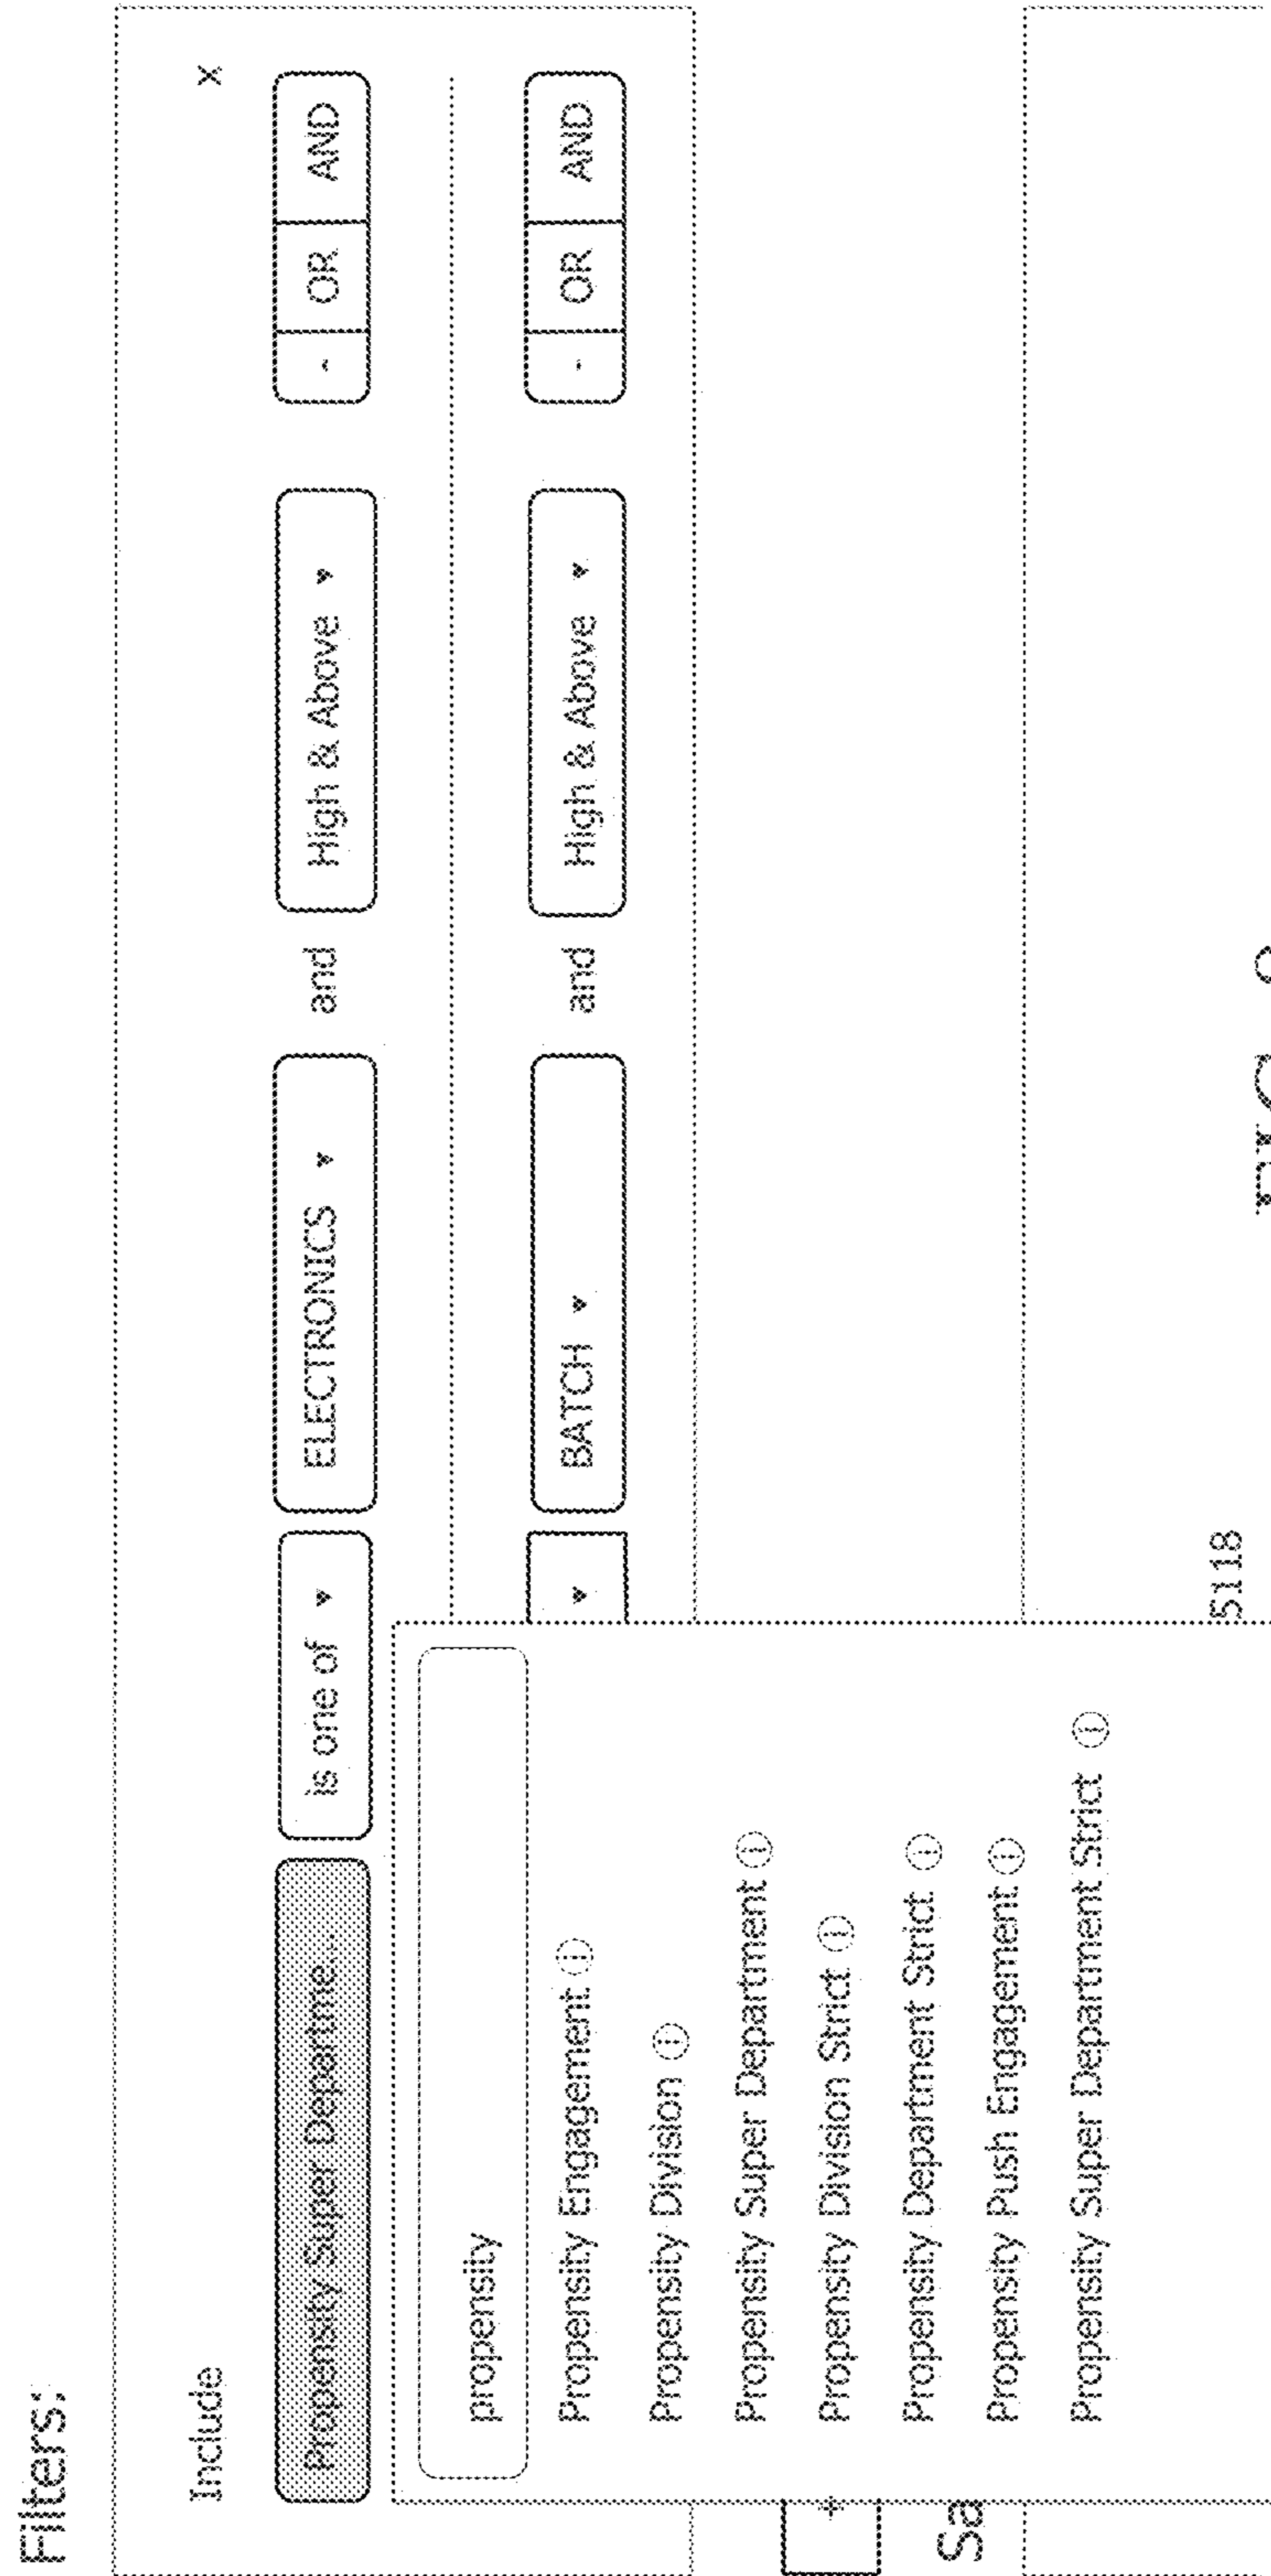 Filters:
Include x
Propensity Super Departme... is one of ▼ ELECTRONICS ▼ and High & Above ▼ - OR AND
propensity
▼ BATCH ▼ and High & Above ▼ - OR AND
Propensity Engagement ⓘ
Propensity Division ⓘ
Propensity Super Department ⓘ
+
Propensity Division Strict ⓘ
Propensity Department Strict ⓘ
Sa
Propensity Push Engagement ⓘ
Propensity Super Department Strict ⓘ
5118